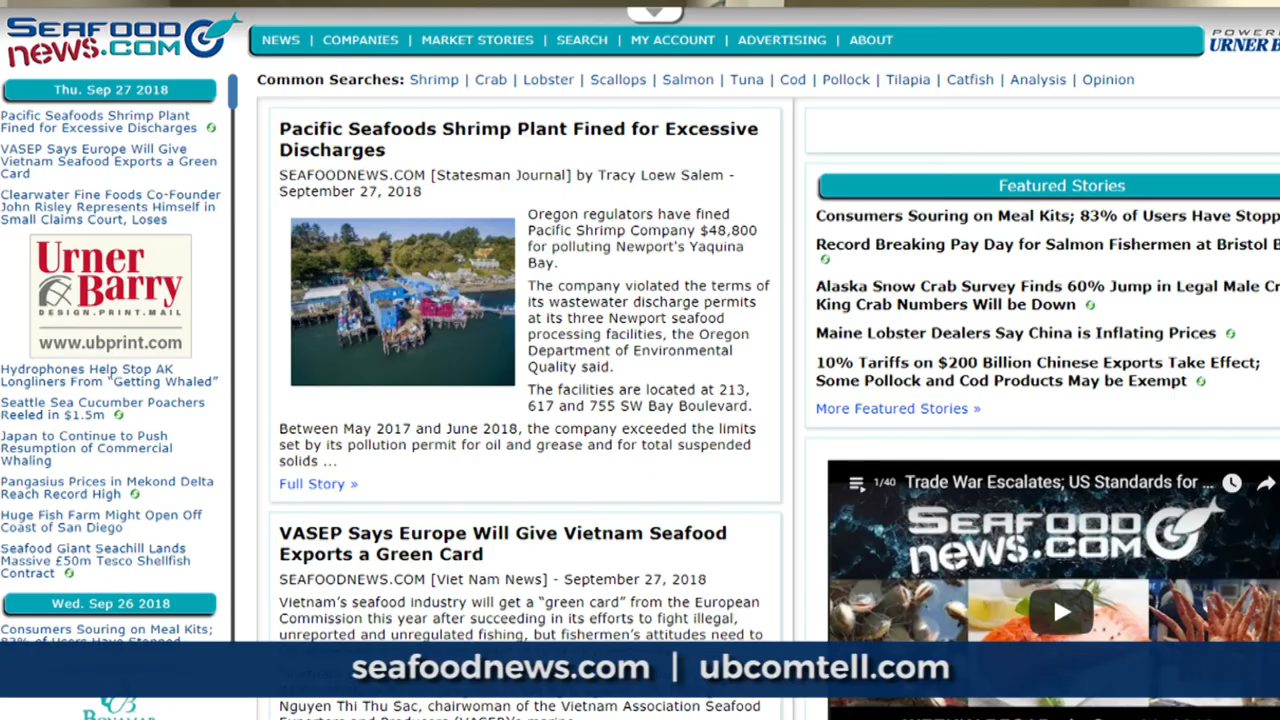 SEAFOOD
news.COM
NEWS | COMPANIES | MARKET STORIES | SEARCH | MY ACCOUNT | ADVERTISING | ABOUT
URNER B
Common Searches: Shrimp | Crab | Lobster | Scallops | Salmon | Tuna | Cod | Pollock | Tilapia | Catfish | Analysis | Opinion
Thu. Sep 27 2018
Pacific Seafoods Shrimp Plant
Fined for Excessive Discharges
VASEP Says Europe Will Give
Vietnam Seafood Exports a Green
Card
Clearwater Fine Foods Co-Founder
John Risley Represents Himself in
Small Claims Court, Loses
Urner
Barry
DESIGN.PRINT.MAIL
www.ubprint.com
Hydrophones Help Stop AK
Longliners From “Getting Whaled”
Seattle Sea Cucumber Poachers
Reeled in $1.5m
Japan to Continue to Push
Resumption of Commercial
Whaling
Pangasius Prices in Mekond Delta
Reach Record High
Huge Fish Farm Might Open Off
Coast of San Diego
Seafood Giant Seachill Lands
Massive £50m Tesco Shellfish
Contract
Wed. Sep 26 2018
Consumers Souring on Meal Kits;
83% of Users Have Stopped
Pacific Seafoods Shrimp Plant Fined for Excessive
Discharges
SEAFOODNEWS.COM [Statesman Journal] by Tracy Loew Salem -
September 27, 2018
Oregon regulators have fined
Pacific Shrimp Company $48,800
for polluting Newport's Yaquina
Bay.
The company violated the terms of
its wastewater discharge permits
at its three Newport seafood
processing facilities, the Oregon
Department of Environmental
Quality said.
The facilities are located at 213,
617 and 755 SW Bay Boulevard.
Between May 2017 and June 2018, the company exceeded the limits
set by its pollution permit for oil and grease and for total suspended
solids ...
Full Story »
VASEP Says Europe Will Give Vietnam Seafood
Exports a Green Card
SEAFOODNEWS.COM [Viet Nam News] - September 27, 2018
Vietnam’s seafood industry will get a “green card” from the European
Commission this year after succeeding in its efforts to fight illegal,
unreported and unregulated fishing, but fishermen’s attitudes need to
Nguyen Thi Thu Sac, chairwoman of the Vietnam Association Seafood
Featured Stories
Consumers Souring on Meal Kits; 83% of Users Have Stopp
Record Breaking Pay Day for Salmon Fishermen at Bristol B
Alaska Snow Crab Survey Finds 60% Jump in Legal Male Cr
King Crab Numbers Will be Down
Maine Lobster Dealers Say China is Inflating Prices
10% Tariffs on $200 Billion Chinese Exports Take Effect;
Some Pollock and Cod Products May be Exempt
More Featured Stories »
1/40 Trade War Escalates; US Standards for ...
SEAFOOD
news.COM
seafoodnews.com | ubcomtell.com